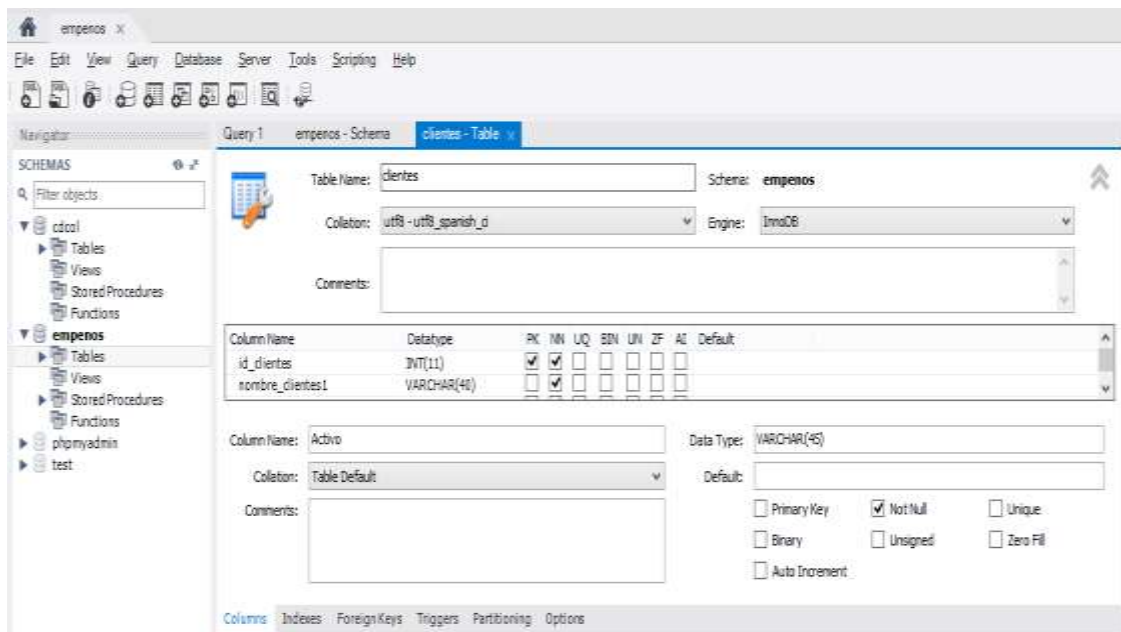 empenos x
File Edit View Query Database Server Tools Scripting Help
Navigator
SCHEMAS
Filter objects
cdcol
Tables
Views
Stored Procedures
Functions
empenos
Tables
Views
Stored Procedures
Functions
phpmyadmin
test
Query 1 empenos - Schema clientes - Table x
Table Name: clientes Schema: empenos
Collation: utf8 - utf8_spanish_ci Engine: InnoDB
Comments:
Column Name Datatype PK NN UQ BIN UN ZF AI Default
id_clientes INT(11)
nombre_clientes1 VARCHAR(40)
Column Name: Activo Data Type: VARCHAR(45)
Collation: Table Default Default:
Comments: Primary Key Not Null Unique
Binary Unsigned Zero Fill
Auto Increment
Columns Indexes Foreign Keys Triggers Partitioning Options